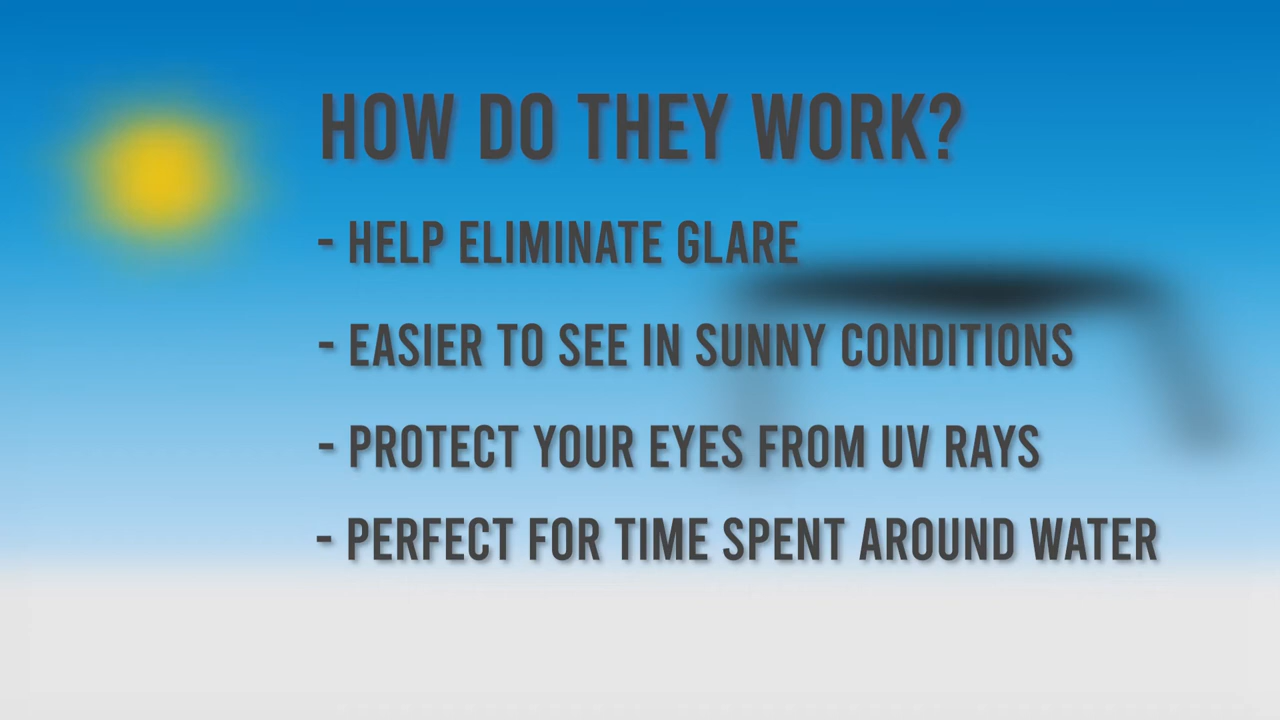 HOW DO THEY WORK?
- HELP ELIMINATE GLARE
- EASIER TO SEE IN SUNNY CONDITIONS
- PROTECT YOUR EYES FROM UV RAYS
- PERFECT FOR TIME SPENT AROUND WATER